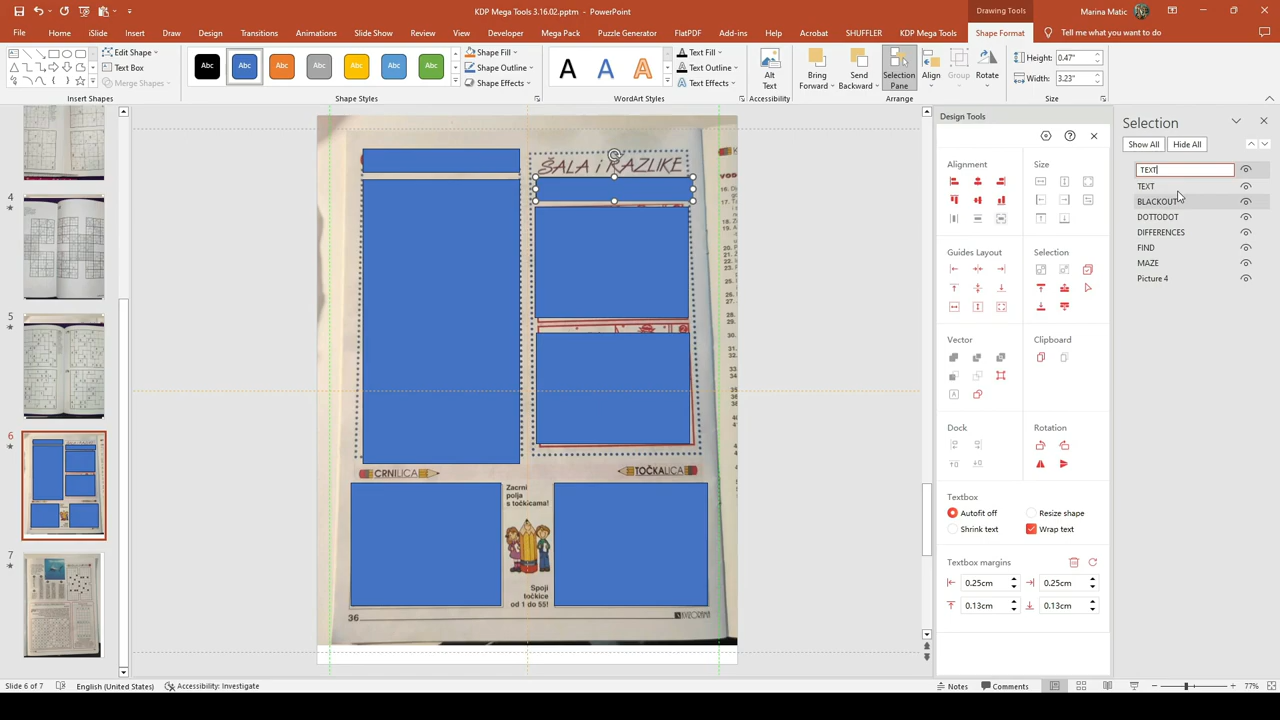 KDP Mega Tools 3.16.02.pptm - PowerPoint
Drawing Tools
Marina Matic
File
Home
iSlide
Insert
Draw
Design
Transitions
Animations
Slide Show
Review
View
Developer
Mega Pack
Puzzle Generator
FlatPDF
Add-ins
Help
Acrobat
SHUFFLER
KDP Mega Tools
Shape Format
Tell me what you want to do
Edit Shape
Text Box
Merge Shapes
Insert Shapes
Abc
Abc
Abc
Abc
Abc
Abc
Abc
Shape Fill
Shape Outline
Shape Effects
Shape Styles
A
A
A
Text Fill
Text Outline
Text Effects
WordArt Styles
Alt
Text
Accessibility
Bring
Forward
Send
Backward
Selection
Pane
Align
Group
Rotate
Arrange
Height:
0.47"
Width:
3.23"
Size
4
5
6
7
ŠALA i RAZLIKE
CRNILICA
TOČKALICA
Zacrni
polja
s točkicama!
Spoji
točkice
od 1 do 55!
36
Design Tools
Alignment
Size
Guides Layout
Selection
Vector
Clipboard
Dock
Rotation
Textbox
Autofit off
Resize shape
Shrink text
Wrap text
Textbox margins
0.25cm
0.25cm
0.13cm
0.13cm
Selection
Show All
Hide All
TEXT
TEXT
BLACKOUT
DOTTODOT
DIFFERENCES
FIND
MAZE
Picture 4
Slide 6 of 7
English (United States)
Accessibility: Investigate
Notes
Comments
77%